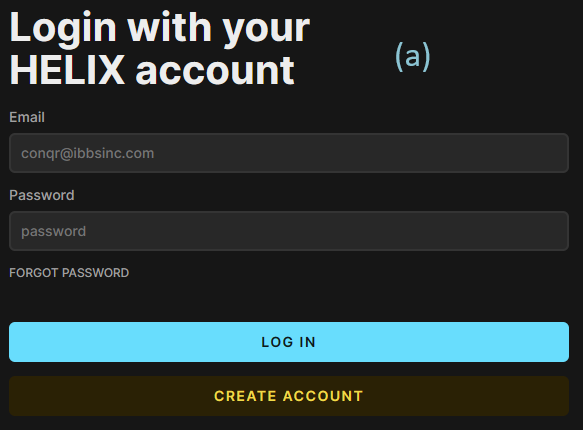 Login with your
HELIX account
(a)
Email
conqr@ibbsinc.com
Password
password
FORGOT PASSWORD
LOG IN
CREATE ACCOUNT